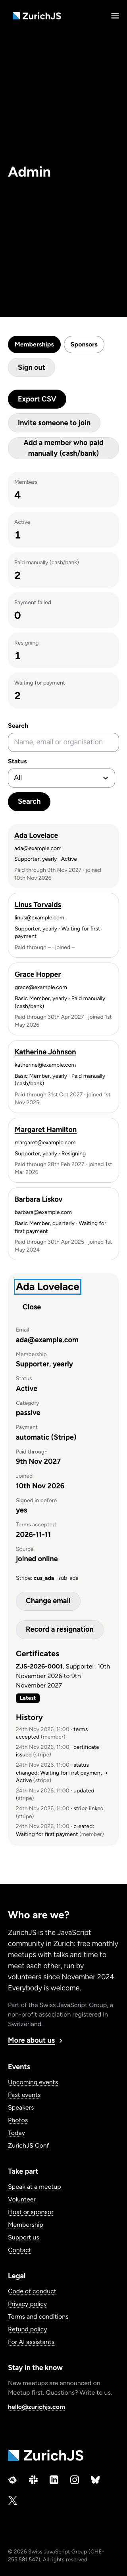 ZurichJS
Admin
Memberships
Sponsors
Sign out
Export CSV
Invite someone to join
Add a member who paid
manually (cash/bank)
Members
4
Active
1
Paid manually (cash/bank)
2
Payment failed
0
Resigning
1
Waiting for payment
2
Search
Name, email or organisation
Status
All
Search
Ada Lovelace
ada@example.com
Supporter, yearly · Active
Paid through 9th Nov 2027 · joined
10th Nov 2026
Linus Torvalds
linus@example.com
Supporter, yearly · Waiting for first
payment
Paid through – · joined –
Grace Hopper
grace@example.com
Basic Member, yearly · Paid manually
(cash/bank)
Paid through 30th Apr 2027 · joined 1st
May 2026
Katherine Johnson
katherine@example.com
Basic Member, yearly · Paid manually
(cash/bank)
Paid through 31st Oct 2027 · joined 1st
Nov 2025
Margaret Hamilton
margaret@example.com
Supporter, yearly · Resigning
Paid through 28th Feb 2027 · joined 1st
Mar 2026
Barbara Liskov
barbara@example.com
Basic Member, quarterly · Waiting for
first payment
Paid through 30th Apr 2025 · joined 1st
May 2024
Ada Lovelace
Close
Email
ada@example.com
Membership
Supporter, yearly
Status
Active
Category
passive
Payment
automatic (Stripe)
Paid through
9th Nov 2027
Joined
10th Nov 2026
Signed in before
yes
Terms accepted
2026-11-11
Source
joined online
Stripe: cus_ada · sub_ada
Change email
Record a resignation
Certificates
ZJS-2026-0001, Supporter, 10th
November 2026 to 9th
November 2027
Latest
History
24th Nov 2026, 11:00 · terms
accepted (member)
24th Nov 2026, 11:00 · certificate
issued (stripe)
24th Nov 2026, 11:00 · status
changed: Waiting for first payment →
Active (stripe)
24th Nov 2026, 11:00 · updated
(stripe)
24th Nov 2026, 11:00 · stripe linked
(stripe)
24th Nov 2026, 11:00 · created:
Waiting for first payment (member)
Who are we?
ZurichJS is the JavaScript
community in Zurich: free monthly
meetups with talks and time to
meet each other, run by
volunteers since November 2024.
Everybody is welcome.
Part of the Swiss JavaScript Group, a
non-profit association registered in
Switzerland.
More about us
Events
Upcoming events
Past events
Speakers
Photos
Today
ZurichJS Conf
Take part
Speak at a meetup
Volunteer
Host or sponsor
Membership
Support us
Contact
Legal
Code of conduct
Privacy policy
Terms and conditions
Refund policy
For AI assistants
Stay in the know
New meetups are announced on
Meetup first. Questions? Write to us.
hello@zurichjs.com
ZurichJS
© 2026 Swiss JavaScript Group (CHE-
255.581.547). All rights reserved.